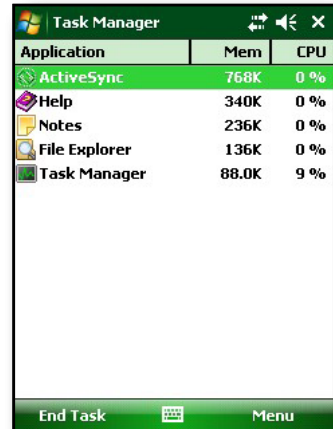 Task Manager
Application Mem CPU
ActiveSync 768K 0 %
Help 340K 0 %
Notes 236K 0 %
File Explorer 136K 0 %
Task Manager 88.0K 9 %
End Task Menu